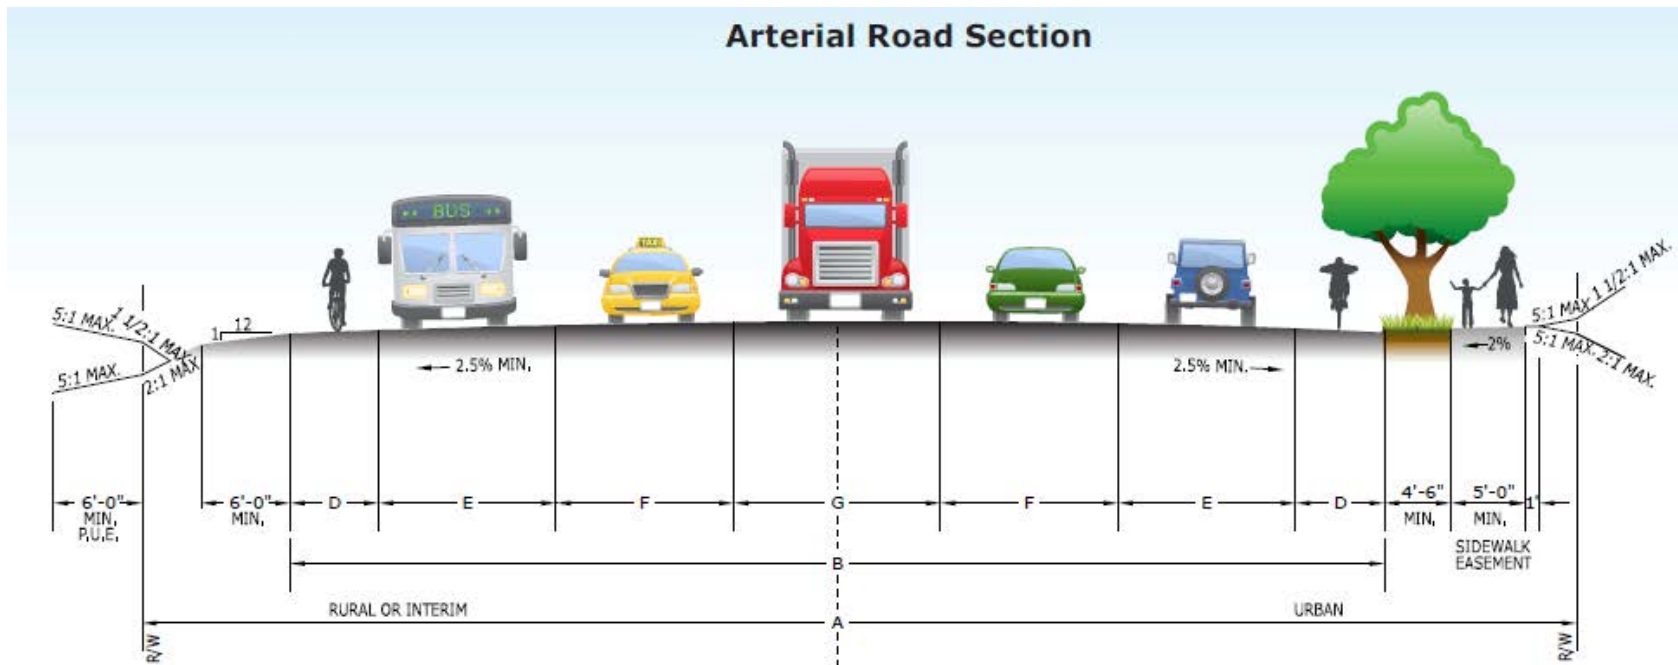 Arterial Road Section
BUS
TAXI
5:1 MAX.
1 1/2:1 MAX.
5:1 MAX.
2:1 MAX
1
12
2.5% MIN.
2.5% MIN.
2%
5:1 MAX
1 1/2:1 MAX.
5:1 MAX.
2:1 MAX.
6'-0"
MIN.
P.U.E.
6'-0"
MIN.
D
E
F
G
F
E
D
4'-6"
MIN.
5'-0"
MIN.
1'
SIDEWALK
EASEMENT
B
RURAL OR INTERIM
URBAN
A
R/W
R/W